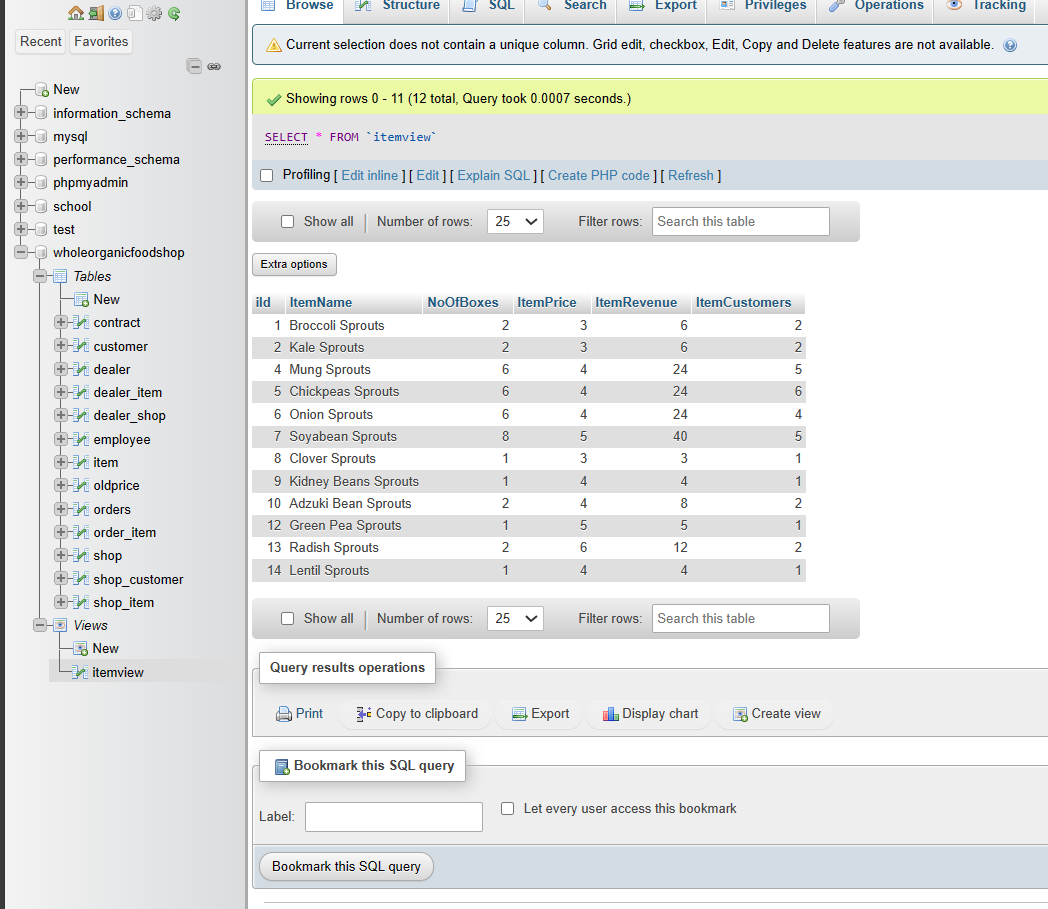 Recent Favorites
New
information_schema
mysql
performance_schema
phpmyadmin
school
test
wholeorganicfoodshop
Tables
New
contract
customer
dealer
dealer_item
dealer_shop
employee
item
oldprice
orders
order_item
shop
shop_customer
shop_item
Views
New
itemview
Browse Structure SQL Search Export Privileges Operations Tracking
Current selection does not contain a unique column. Grid edit, checkbox, Edit, Copy and Delete features are not available.
Showing rows 0 - 11 (12 total, Query took 0.0007 seconds.)
SELECT * FROM `itemview`
Profiling [ Edit inline ] [ Edit ] [ Explain SQL ] [ Create PHP code ] [ Refresh ]
Show all | Number of rows: 25 Filter rows: Search this table
Extra options
iId ItemName NoOfBoxes ItemPrice ItemRevenue ItemCustomers
1 Broccoli Sprouts 2 3 6 2
2 Kale Sprouts 2 3 6 2
4 Mung Sprouts 6 4 24 5
5 Chickpeas Sprouts 6 4 24 6
6 Onion Sprouts 6 4 24 4
7 Soyabean Sprouts 8 5 40 5
8 Clover Sprouts 1 3 3 1
9 Kidney Beans Sprouts 1 4 4 1
10 Adzuki Bean Sprouts 2 4 8 2
12 Green Pea Sprouts 1 5 5 1
13 Radish Sprouts 2 6 12 2
14 Lentil Sprouts 1 4 4 1
Show all | Number of rows: 25 Filter rows: Search this table
Query results operations
Print Copy to clipboard Export Display chart Create view
Bookmark this SQL query
Label: Let every user access this bookmark
Bookmark this SQL query